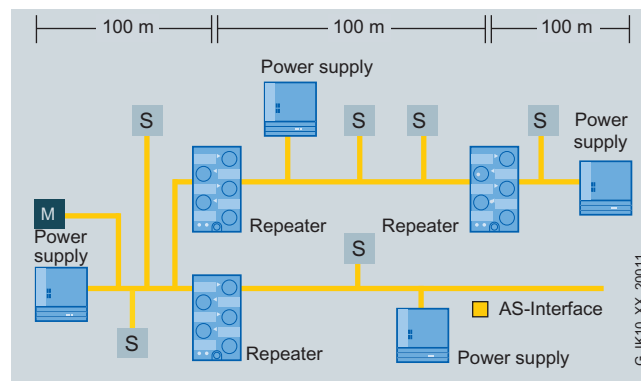 100 m 100 m 100 m
Power supply
S S S S
Power
supply
M
Repeater Repeater
Power
supply
S
S
AS-Interface
Repeater
Power supply
G_IK10_XX_20011